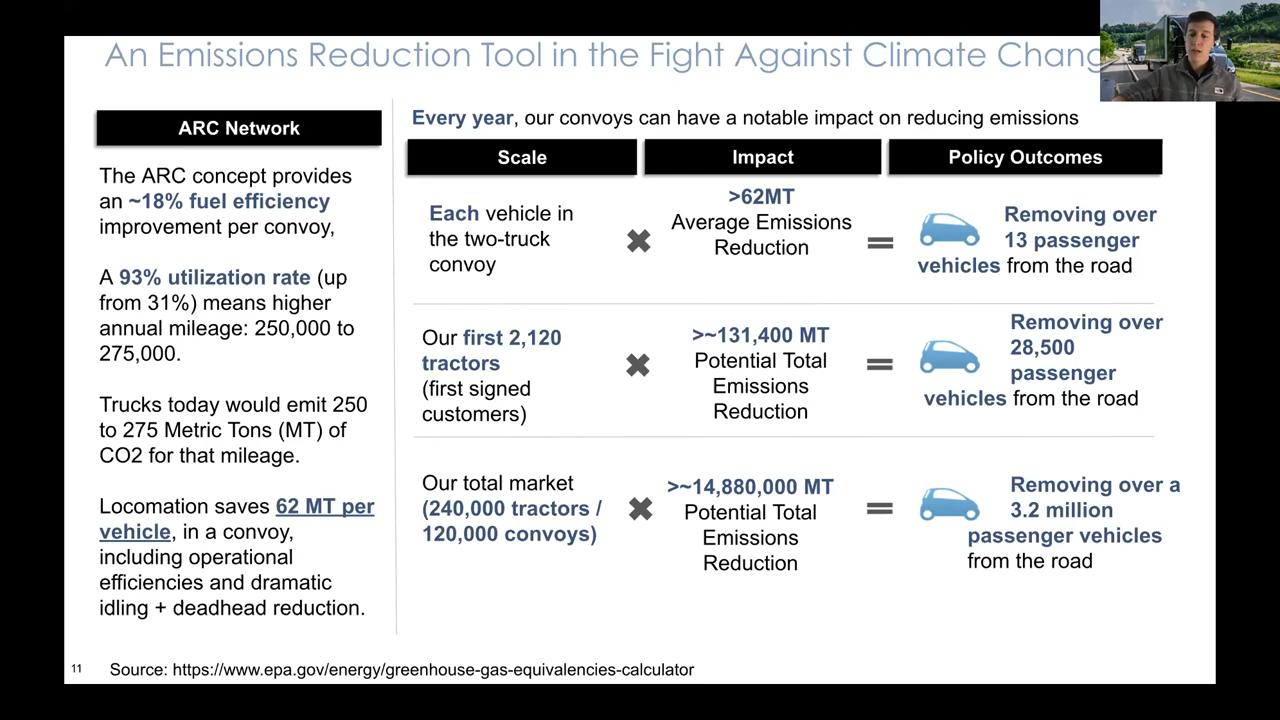 An Emissions Reduction Tool in the Fight Against Climate Chang
ARC Network
The ARC concept provides
an ~18% fuel efficiency
improvement per convoy,
A 93% utilization rate (up
from 31%) means higher
annual mileage: 250,000 to
275,000.
Trucks today would emit 250
to 275 Metric Tons (MT) of
CO2 for that mileage.
Locomation saves 62 MT per
vehicle, in a convoy,
including operational
efficiencies and dramatic
idling + deadhead reduction.
Every year, our convoys can have a notable impact on reducing emissions
Scale
Impact
Policy Outcomes
Each vehicle in
the two-truck
convoy
>62MT
Average Emissions
Reduction
Removing over
13 passenger
vehicles from the road
Our first 2,120
tractors
(first signed
customers)
>~131,400 MT
Potential Total
Emissions
Reduction
Removing over
28,500
passenger
vehicles from the road
Our total market
(240,000 tractors /
120,000 convoys)
>~14,880,000 MT
Potential Total
Emissions
Reduction
Removing over a
3.2 million
passenger vehicles
from the road
11
Source: https://www.epa.gov/energy/greenhouse-gas-equivalencies-calculator